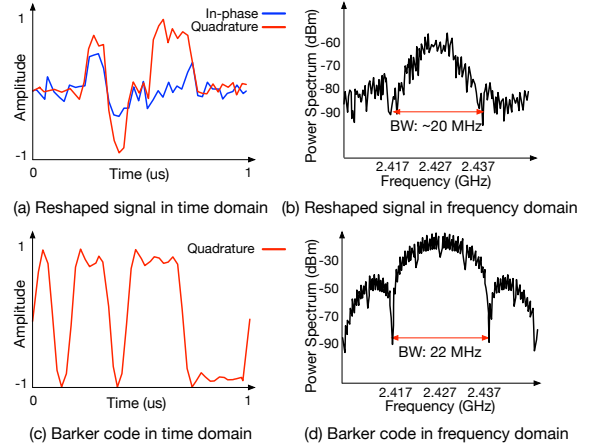 1
In-phase
Quadrature
Amplitude
-1
0
1
Time (us)
(a) Reshaped signal in time domain
Power Spectrum (dBm)
-60
-70
-80
-90
BW: ~20 MHz
2.417
2.427
2.437
Frequency (GHz)
(b) Reshaped signal in frequency domain
1
Quadrature
Amplitude
-1
0
1
Time (us)
(c) Barker code in time domain
Power Spectrum (dBm)
-30
-50
-70
-90
BW: 22 MHz
2.417
2.427
2.437
Frequency (GHz)
(d) Barker code in frequency domain